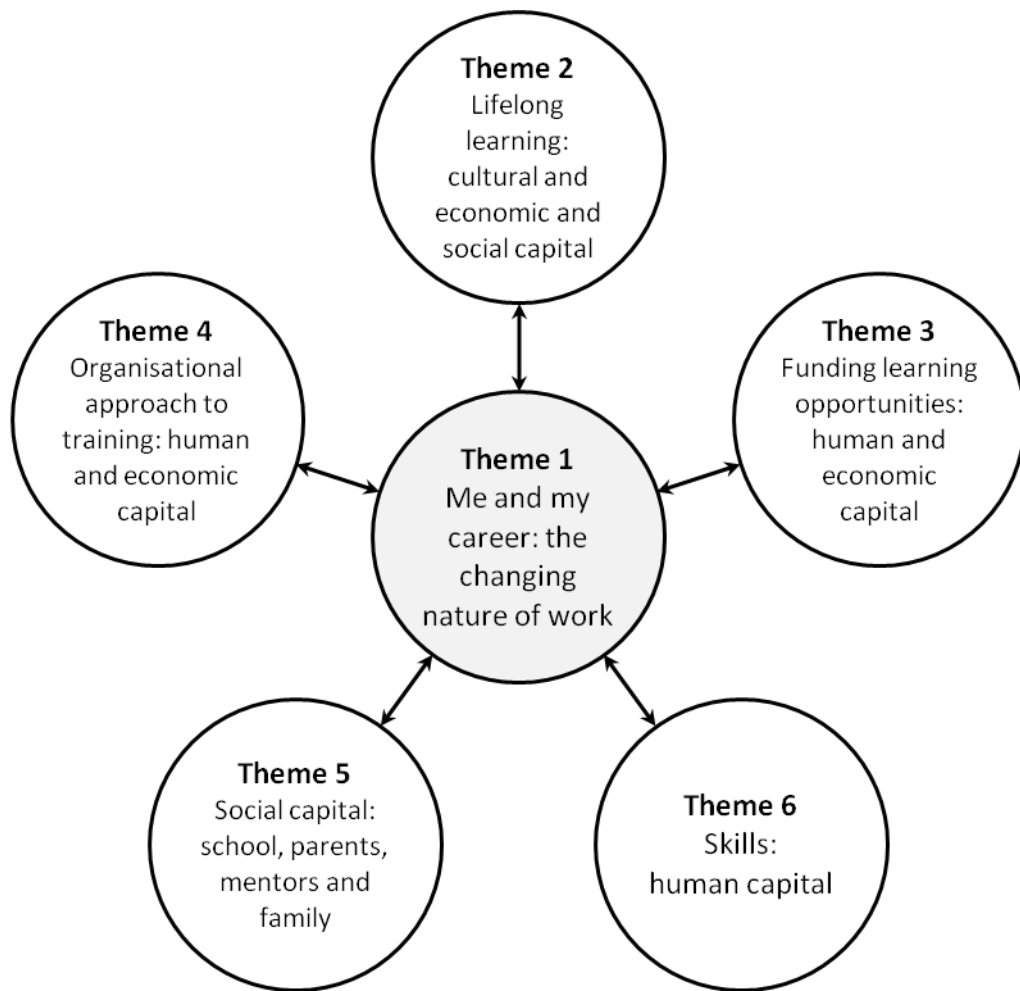 Theme 2
Lifelong
learning:
cultural and
economic and
social capital
Theme 4
Organisational
approach to
training: human
and economic
capital
Theme 3
Funding learning
opportunities:
human and
economic
capital
Theme 1
Me and my
career: the
changing
nature of work
Theme 5
Social capital:
school, parents,
mentors and
family
Theme 6
Skills:
human capital